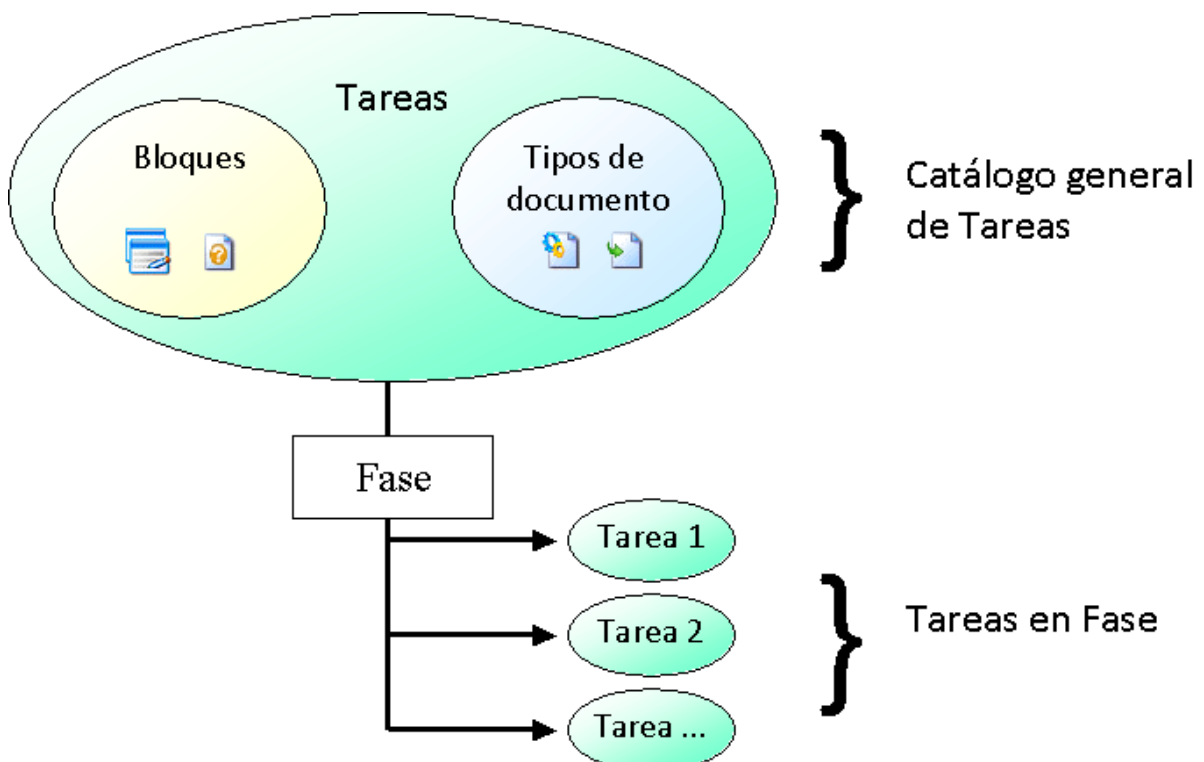 Tareas
Bloques
Tipos de
documento
Catálogo general
de Tareas
Fase
Tarea 1
Tarea 2
Tarea ...
Tareas en Fase